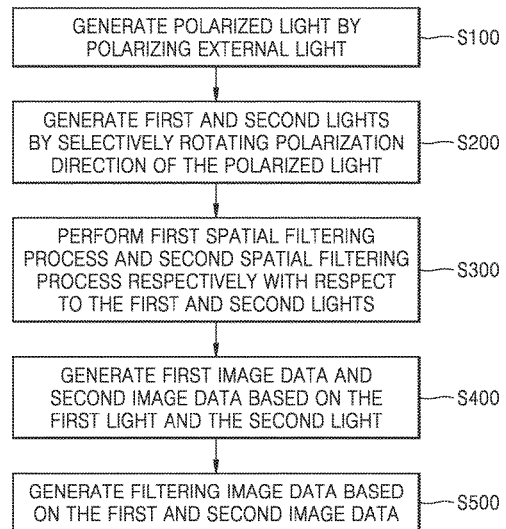 GENERATE POLARIZED LIGHT BY
POLARIZING EXTERNAL LIGHT
S100
GENERATE FIRST AND SECOND LIGHTS
BY SELECTIVELY ROTATING POLARIZATION
DIRECTION OF THE POLARIZED LIGHT
S200
PERFORM FIRST SPATIAL FILTERING
PROCESS AND SECOND SPATIAL FILTERING
PROCESS RESPECTIVELY WITH RESPECT
TO THE FIRST AND SECOND LIGHTS
S300
GENERATE FIRST IMAGE DATA AND
SECOND IMAGE DATA BASED ON THE
FIRST LIGHT AND THE SECOND LIGHT
S400
GENERATE FILTERING IMAGE DATA BASED
ON THE FIRST AND SECOND IMAGE DATA
S500